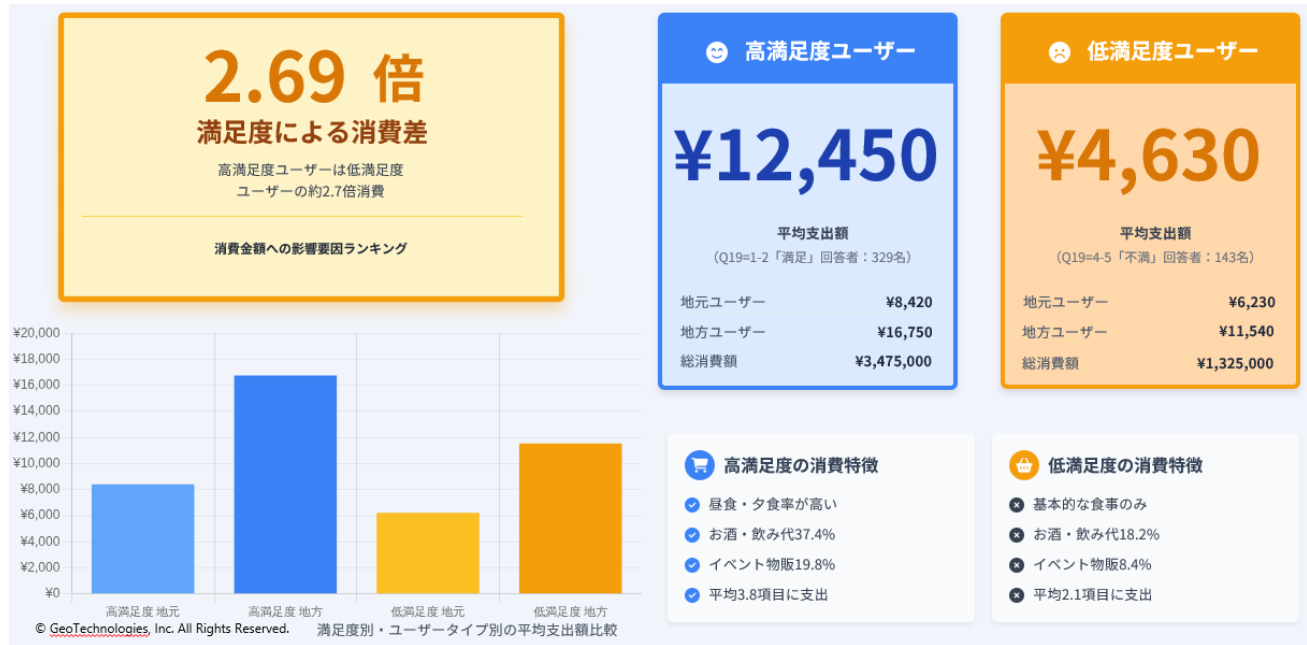 2.69 倍
満足度による消費差
高満足度ユーザーは低満足度
ユーザーの約2.7倍消費
消費金額への影響要因ランキング
高満足度ユーザー
¥12,450
平均支出額
（Q19=1-2「満足」回答者：329名）
地元ユーザー ¥8,420
地方ユーザー ¥16,750
総消費額 ¥3,475,000
低満足度ユーザー
¥4,630
平均支出額
（Q19=4-5「不満」回答者：143名）
地元ユーザー ¥6,230
地方ユーザー ¥11,540
総消費額 ¥1,325,000
¥20,000
¥18,000
¥16,000
¥14,000
¥12,000
¥10,000
¥8,000
¥6,000
¥4,000
¥2,000
¥0
高満足度 地元 高満足度 地方 低満足度 地元 低満足度 地方
© GeoTechnologies, Inc. All Rights Reserved. 満足度別・ユーザータイプ別の平均支出額比較
高満足度の消費特徴
昼食・夕食率が高い
お酒・飲み代37.4%
イベント物販19.8%
平均3.8項目に支出
低満足度の消費特徴
基本的な食事のみ
お酒・飲み代18.2%
イベント物販8.4%
平均2.1項目に支出